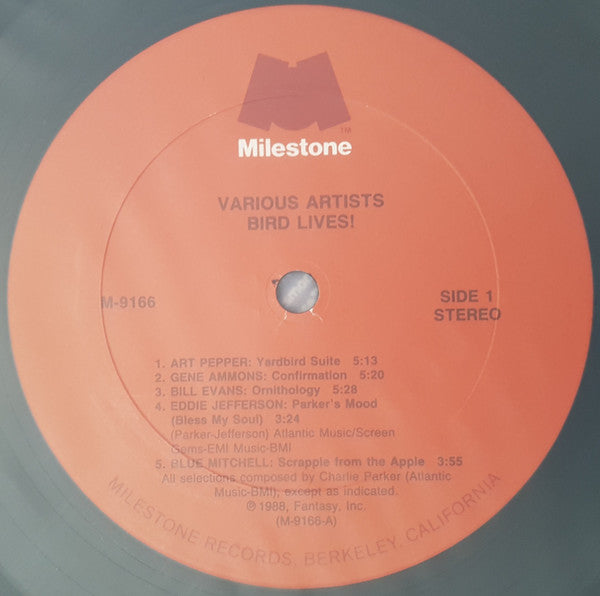 TM
Milestone
VARIOUS ARTISTS
BIRD LIVES!
M-9166
SIDE 1
STEREO
1. ART PEPPER: Yardbird Suite 5:13
2. GENE AMMONS: Confirmation 5:20
3. BILL EVANS: Ornithology 5:28
4. EDDIE JEFFERSON: Parker's Mood
(Bless My Soul) 3:24
(Parker-Jefferson) Atlantic Music/Screen
Gems-EMI Music-BMI
5. BLUE MITCHELL: Scrapple from the Apple 3:55
All selections composed by Charlie Parker (Atlantic
Music-BMI), except as indicated.
℗ 1988, Fantasy, Inc.
(M-9166-A)
MILESTONE RECORDS, BERKELEY, CALIFORNIA